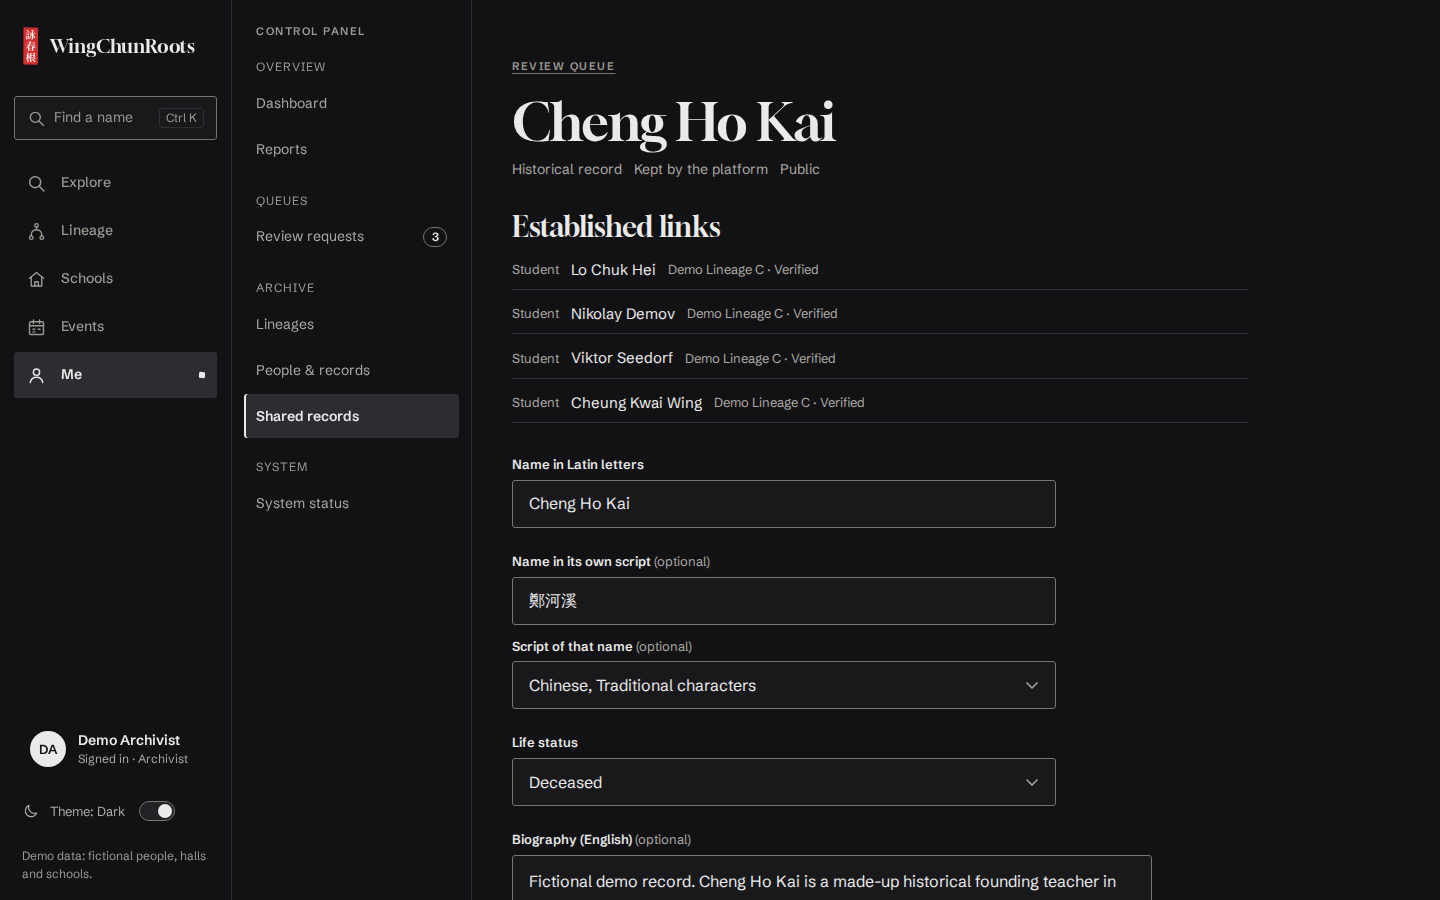 詠春根
WingChunRoots
Find a name
Ctrl K
Explore
Lineage
Schools
Events
Me
DA
Demo Archivist
Signed in · Archivist
Theme: Dark
Demo data: fictional people, halls
and schools.
CONTROL PANEL
OVERVIEW
Dashboard
Reports
QUEUES
Review requests
3
ARCHIVE
Lineages
People & records
Shared records
SYSTEM
System status
REVIEW QUEUE
Cheng Ho Kai
Historical record Kept by the platform Public
Established links
Student Lo Chuk Hei Demo Lineage C · Verified
Student Nikolay Demov Demo Lineage C · Verified
Student Viktor Seedorf Demo Lineage C · Verified
Student Cheung Kwai Wing Demo Lineage C · Verified
Name in Latin letters
Cheng Ho Kai
Name in its own script (optional)
鄭河溪
Script of that name (optional)
Chinese, Traditional characters
Life status
Deceased
Biography (English) (optional)
Fictional demo record. Cheng Ho Kai is a made-up historical founding teacher in